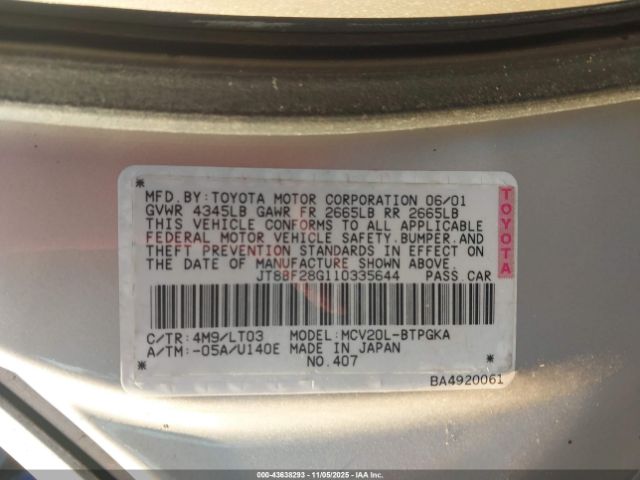 MFD.BY:TOYOTA MOTOR CORPORATION 06/01
GVWR 4345LB GAWR FR 2665LB RR 2665LB
THIS VEHICLE CONFORMS TO ALL APPLICABLE
FEDERAL MOTOR VEHICLE SAFETY,BUMPER,AND
THEFT PREVENTION STANDARDS IN EFFECT ON
THE DATE OF MANUFACTURE SHOWN ABOVE.
JT8BF28G110335644 PASS.CAR
C/TR:4M9/LT03 MODEL:MCV20L-BTPGKA
A/TM:-05A/U140E MADE IN JAPAN
NO.407
BA4920061
TOYOTA
000-43638293 - 11/05/2025 - IAA Inc.